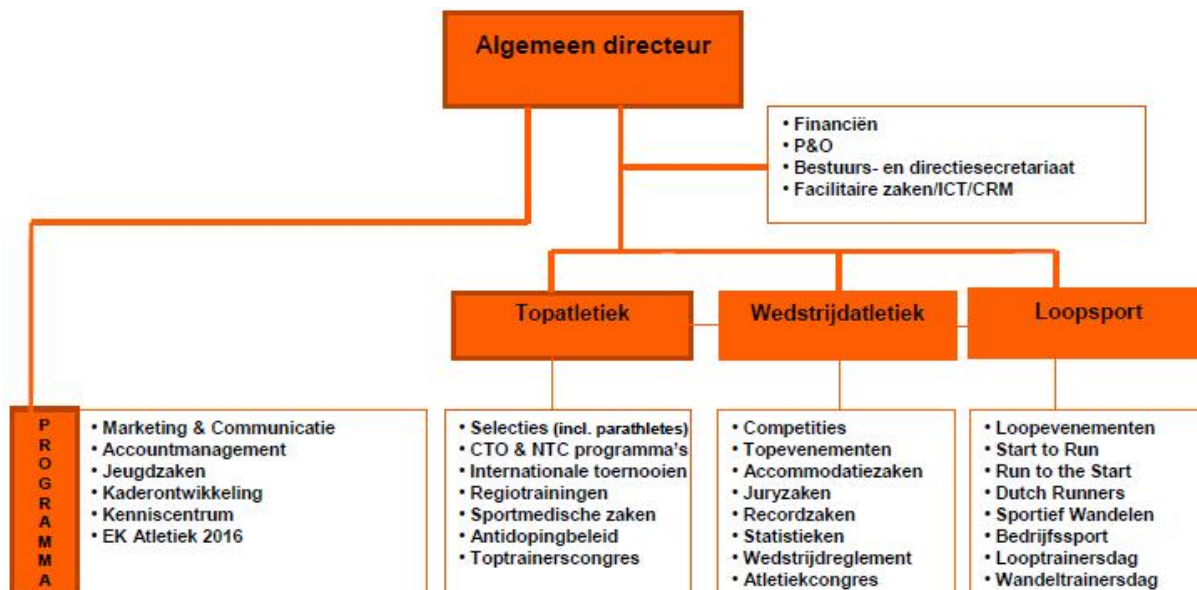 Algemeen directeur
• Financiën
• P&O
• Bestuurs- en directiesecretariaat
• Facilitaire zaken/ICT/CRM
Topatletiek
Wedstrijdatletiek
Loopsport
P
R
O
G
R
A
M
M
A
• Marketing & Communicatie
• Accountmanagement
• Jeugdzaken
• Kaderontwikkeling
• Kenniscentrum
• EK Atletiek 2016
• Selecties (incl. parathletes)
• CTO & NTC programma's
• Internationale toernooien
• Regiotrainingen
• Sportmedische zaken
• Antidopingbeleid
• Toptrainerscongres
• Competities
• Topevenementen
• Accommodatiezaken
• Juryzaken
• Recordzaken
• Statistieken
• Wedstrijdreglement
• Atletiekcongres
• Loopevenementen
• Start to Run
• Run to the Start
• Dutch Runners
• Sportief Wandelen
• Bedrijfssport
• Looptrainersdag
• Wandeltrainersdag